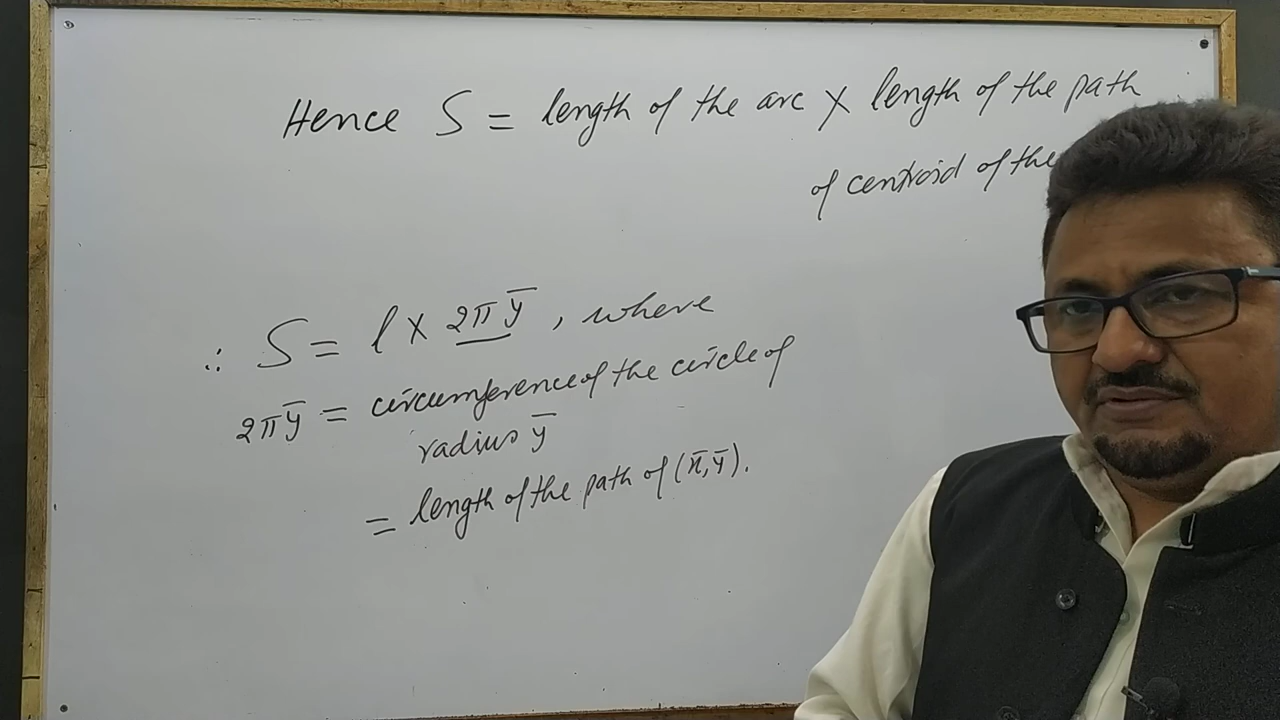 Hence S = length of the arc × length of the path
of centroid of the
∴ S = l × 2πȳ, where
2πȳ = circumference of the circle of
radius ȳ
= length of the path of (x̄, ȳ).